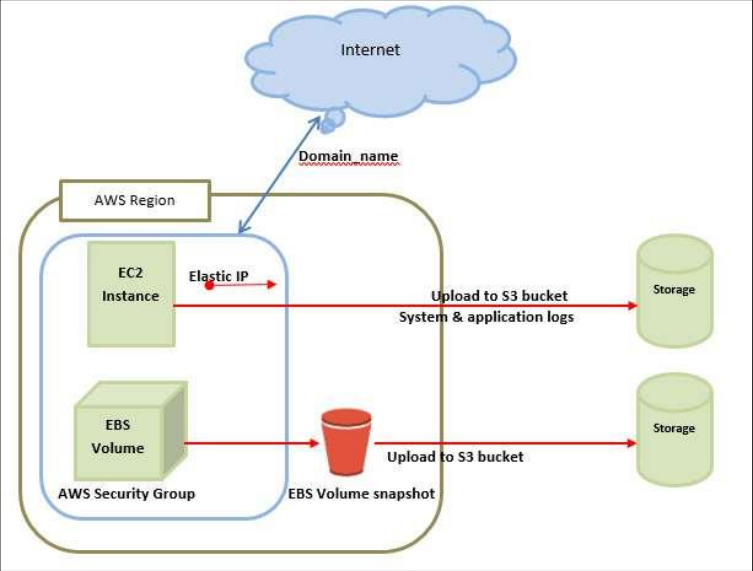 Internet
Domain_name
AWS Region
EC2
Instance
Elastic IP
Upload to S3 bucket
System & application logs
Storage
EBS
Volume
Upload to S3 bucket
Storage
AWS Security Group
EBS Volume snapshot